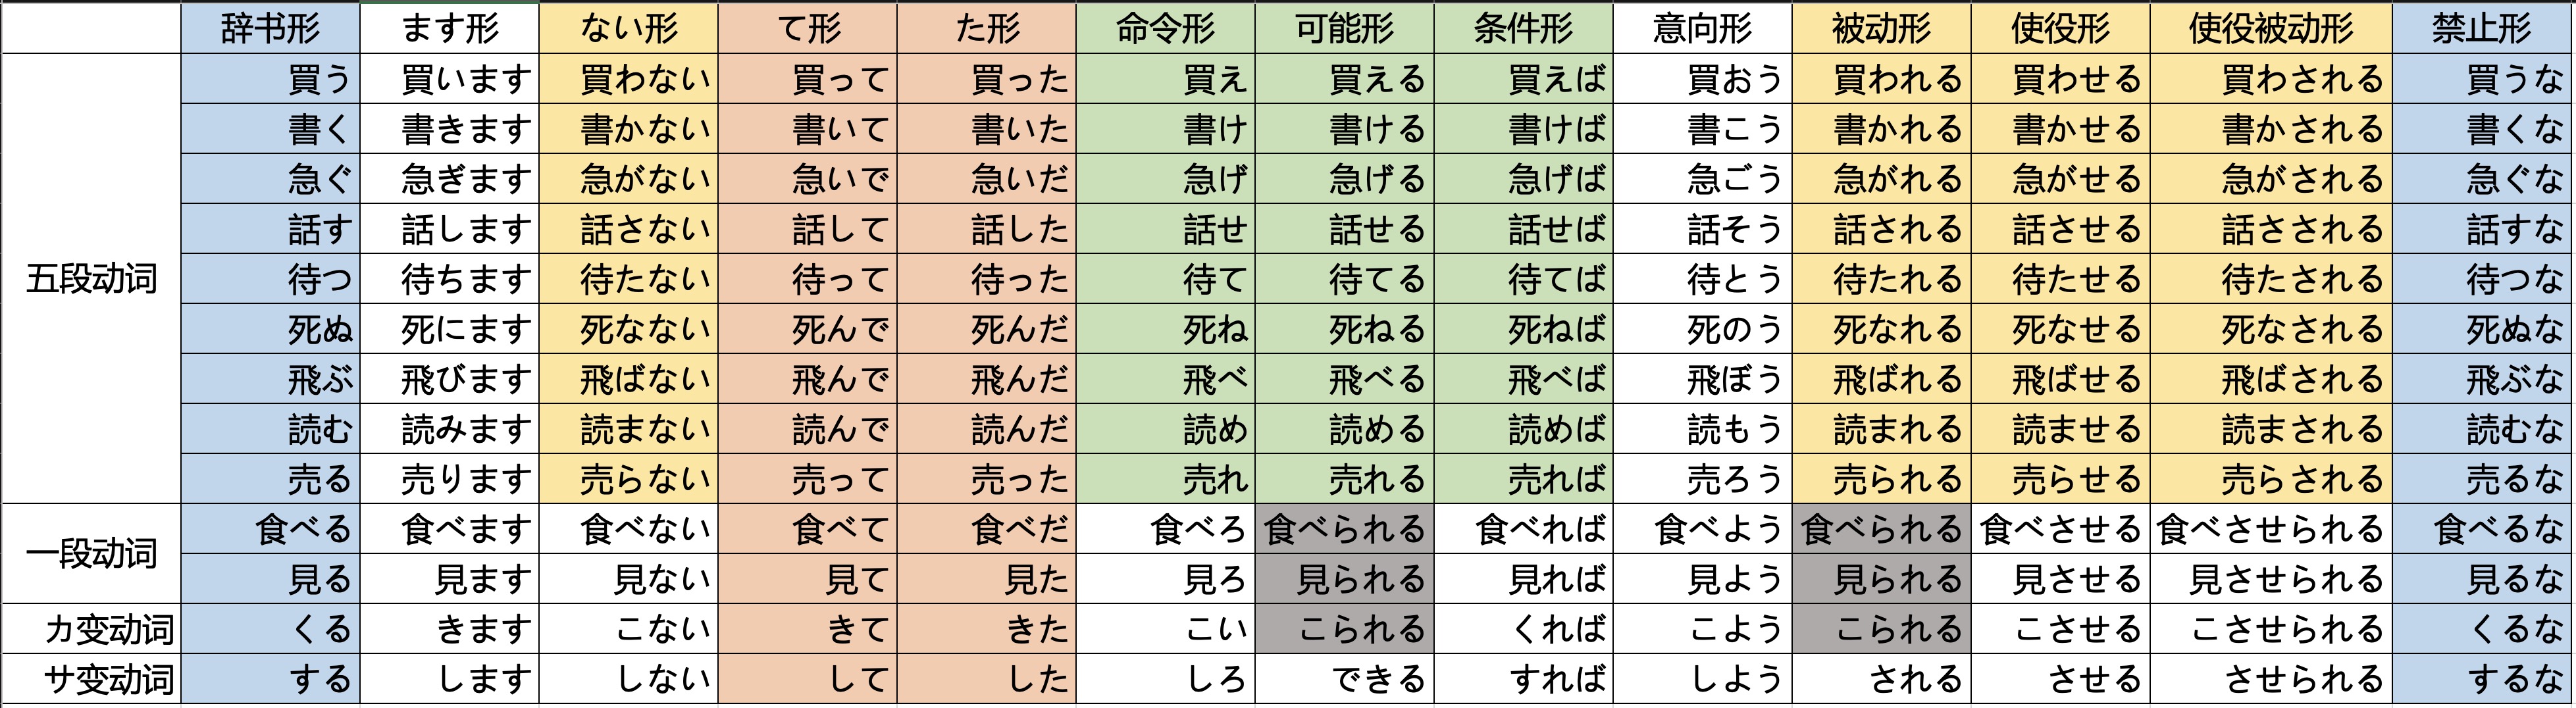 辞书形 ます形 ない形 て形 た形 命令形 可能形 条件形 意向形 被动形 使役形 使役被动形 禁止形
買う 買います 買わない 買って 買った 買え 買える 買えば 買おう 買われる 買わせる 買わされる 買うな
書く 書きます 書かない 書いて 書いた 書け 書ける 書けば 書こう 書かれる 書かせる 書かされる 書くな
急ぐ 急ぎます 急がない 急いで 急いだ 急げ 急げる 急げば 急ごう 急がれる 急がせる 急がされる 急ぐな
話す 話します 話さない 話して 話した 話せ 話せる 話せば 話そう 話される 話させる 話さされる 話すな
五段动词 待つ 待ちます 待たない 待って 待った 待て 待てる 待てば 待とう 待たれる 待たせる 待たされる 待つな
死ぬ 死にます 死なない 死んで 死んだ 死ね 死ねる 死ねば 死のう 死なれる 死なせる 死なされる 死ぬな
飛ぶ 飛びます 飛ばない 飛んで 飛んだ 飛べ 飛べる 飛べば 飛ぼう 飛ばれる 飛ばせる 飛ばされる 飛ぶな
読む 読みます 読まない 読んで 読んだ 読め 読める 読めば 読もう 読まれる 読ませる 読まされる 読むな
売る 売ります 売らない 売って 売った 売れ 売れる 売れば 売ろう 売られる 売らせる 売らされる 売るな
一段动词 食べる 食べます 食べない 食べて 食べだ 食べろ 食べられる 食べれば 食べよう 食べられる 食べさせる 食べさせられる 食べるな
見る 見ます 見ない 見て 見た 見ろ 見られる 見れば 見よう 見られる 見させる 見させられる 見るな
カ变动词 くる きます こない きて きた こい こられる くれば こよう こられる こさせる こさせられる くるな
サ变动词 する します しない して した しろ できる すれば しよう される させる させられる するな